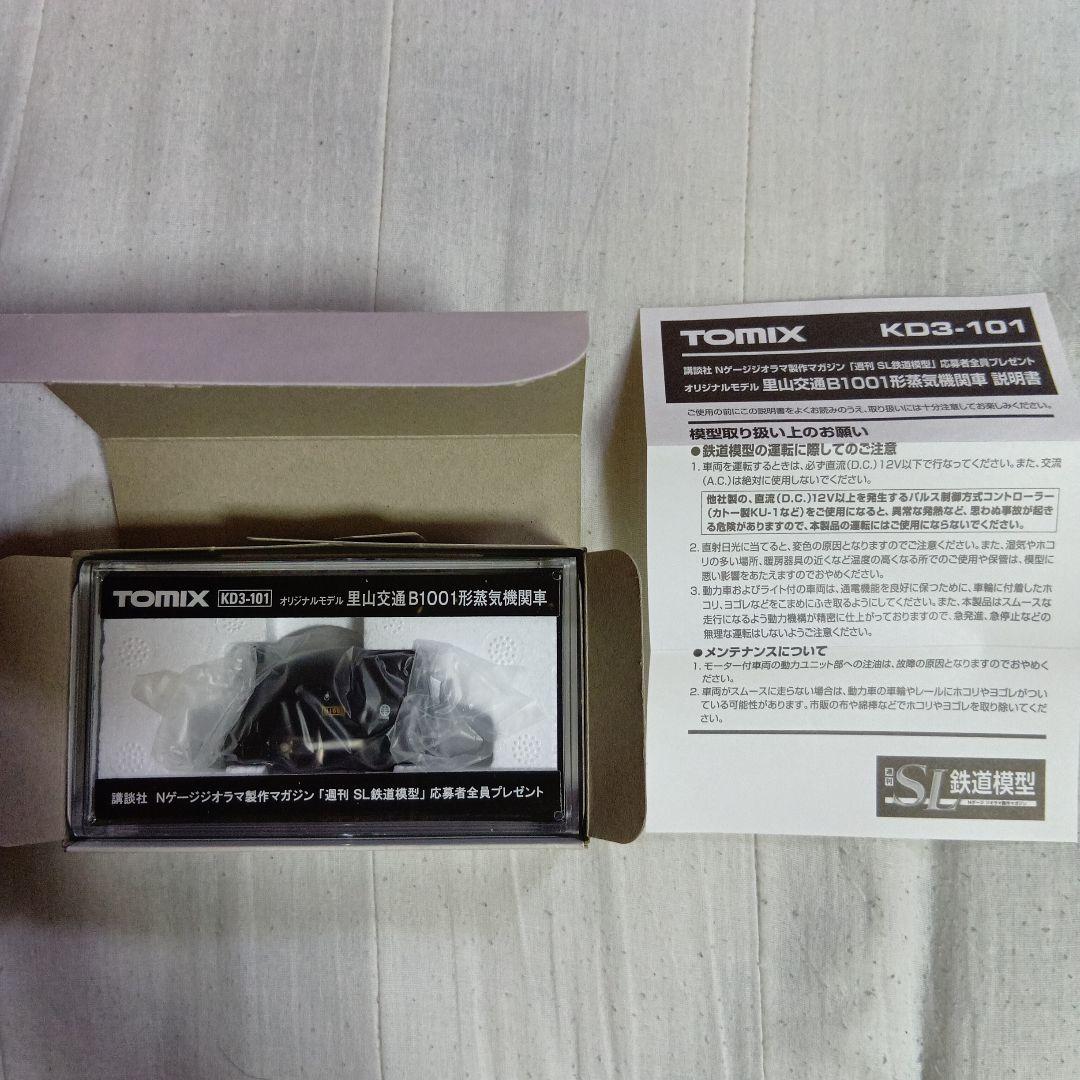 TOMIX KD3-101 オリジナルモデル 里山交通B1001形蒸気機関車
講談社 Nゲージジオラマ製作マガジン「週刊 SL鉄道模型」応募者全員プレゼント
TOMIX KD3-101
講談社 Nゲージジオラマ製作マガジン「週刊 SL鉄道模型」応募者全員プレゼント
オリジナルモデル 里山交通B1001形蒸気機関車 説明書
ご使用の前にこの説明書をよくお読みのうえ、取り扱いには十分注意してお楽しみください。
模型取り扱い上のお願い
●鉄道模型の運転に際してのご注意
1. 車両を運転するときは、必ず直流(D.C.)12V以下で行なってください。また、交流
(A.C.)は絶対に使用しないでください。
他社製の、直流(D.C.)12V以上を発生するパルス制御方式コントローラー
(カトー製KU-1など)をご使用になると、異常な発熱など、思わぬ事故が起き
る危険がありますので、本製品の運転にはご使用にならないでください。
2. 直射日光に当てると、変色の原因となりますのでご注意ください。また、湿気やホコ
リの多い場所、暖房器具の近くなど温度の高くなる所でのご使用や保管は、模型に
悪い影響をあたえますのでおやめください。
3. 動力車およびライト付の車両は、通電機能を良好に保つために、車輪に付着したホ
コリ、ヨゴレなどをこまめにふき取るようにしてください。また、本製品はスムースな
走行になるよう動力機構が精密に仕上がっておりますので、急発進、急停止などの
無理な運転はしないようご注意ください。
●メンテナンスについて
1. モーター付車両の動力ユニット部への注油は、故障の原因となりますのでおやめく
ださい。
2. 車両がスムースに走らない場合は、動力車の車輪やレールにホコリやヨゴレがつい
ている可能性があります。市販の布や綿棒などでホコリやヨゴレを取り除いてくだ
さい。
週刊 SL 鉄道模型
Nゲージ ジオラマ製作マガジン